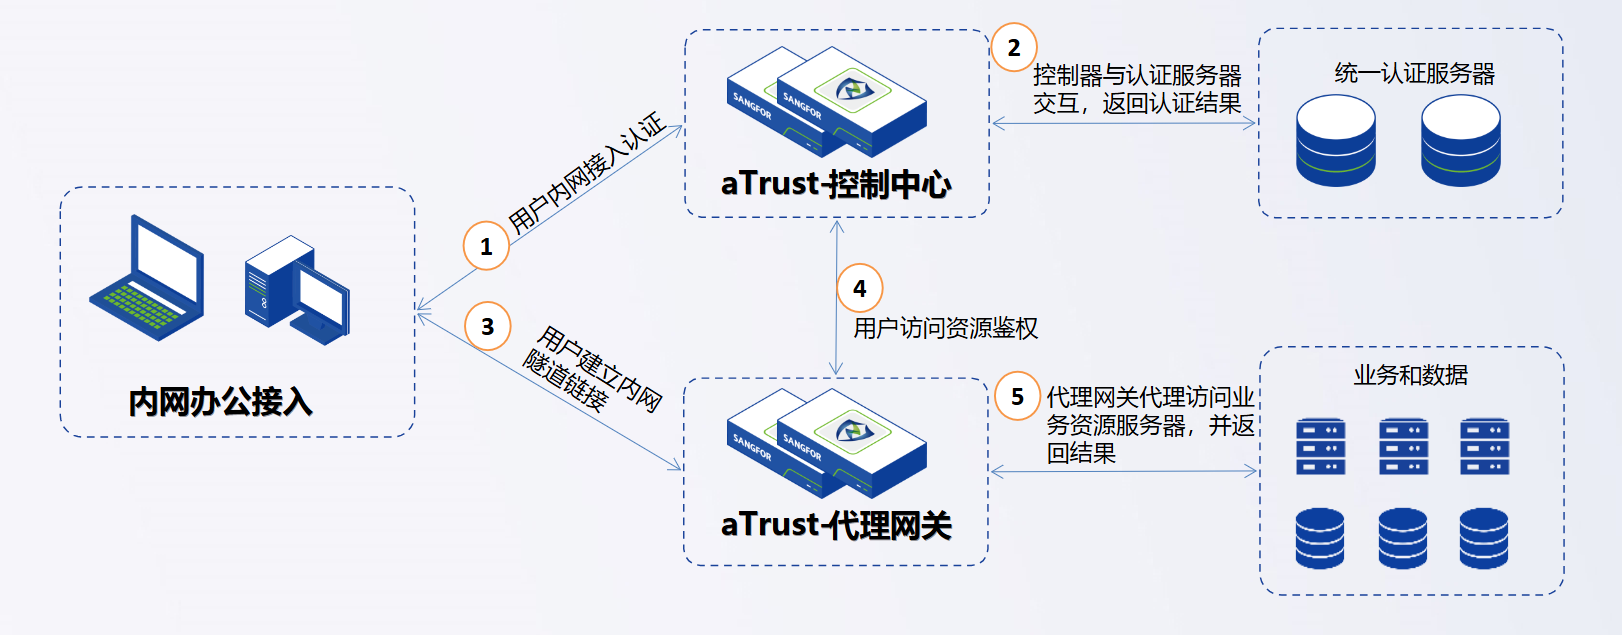 内网办公接入
1
用户内网接入认证
SANGFOR
SANGFOR
aTrust-控制中心
2
控制器与认证服务器
交互，返回认证结果
统一认证服务器
3
用户建立内网
隧道链接
4
用户访问资源鉴权
SANGFOR
SANGFOR
aTrust-代理网关
5
代理网关代理访问业
务资源服务器，并返
回结果
业务和数据